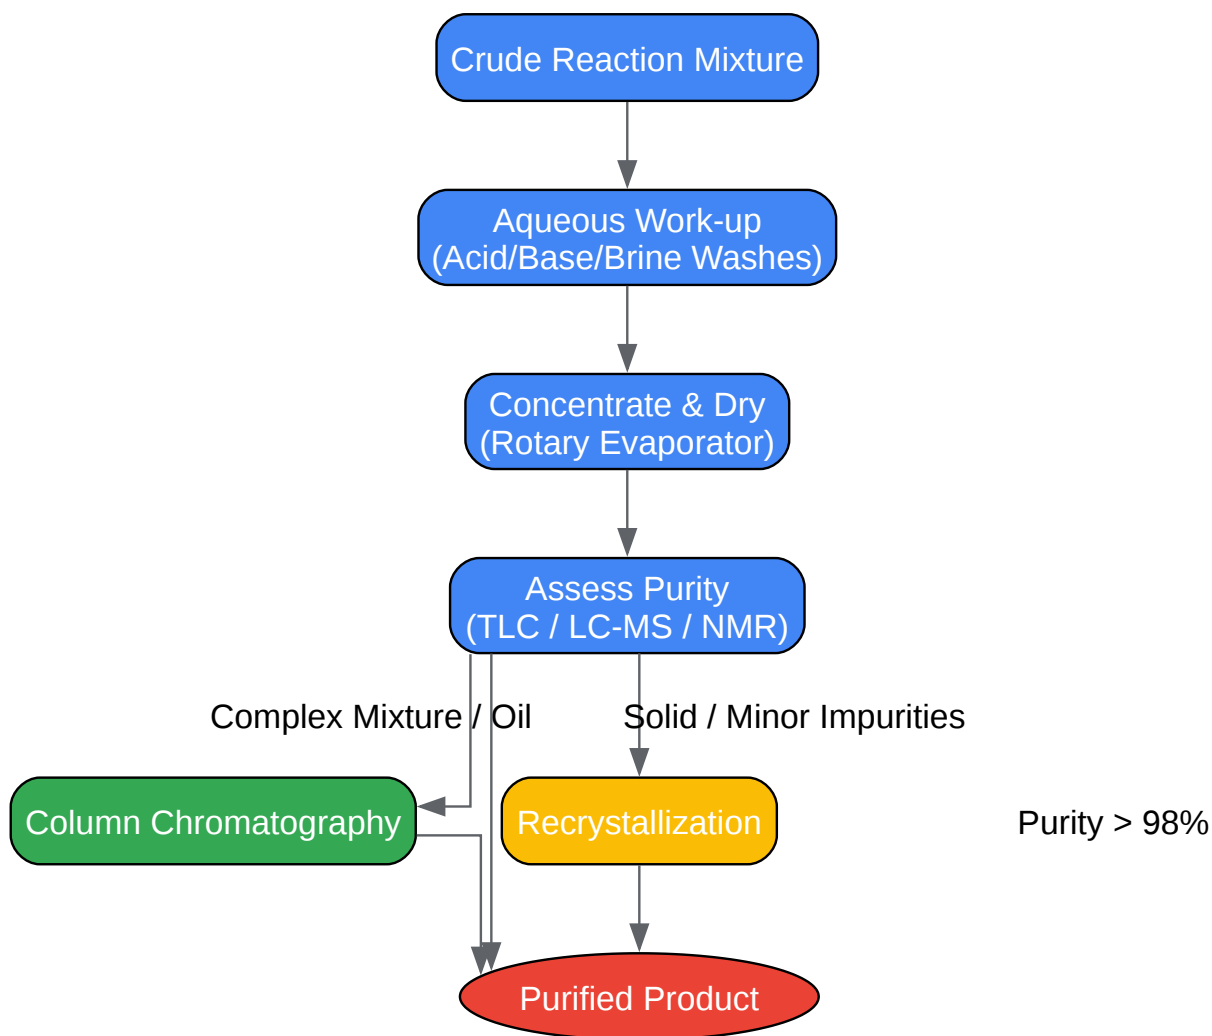 Crude Reaction Mixture
Aqueous Work-up
(Acid/Base/Brine Washes)
Concentrate & Dry
(Rotary Evaporator)
Assess Purity
(TLC / LC-MS / NMR)
Complex Mixture / Oil
Solid / Minor Impurities
Column Chromatography
Recrystallization
Purity > 98%
Purified Product